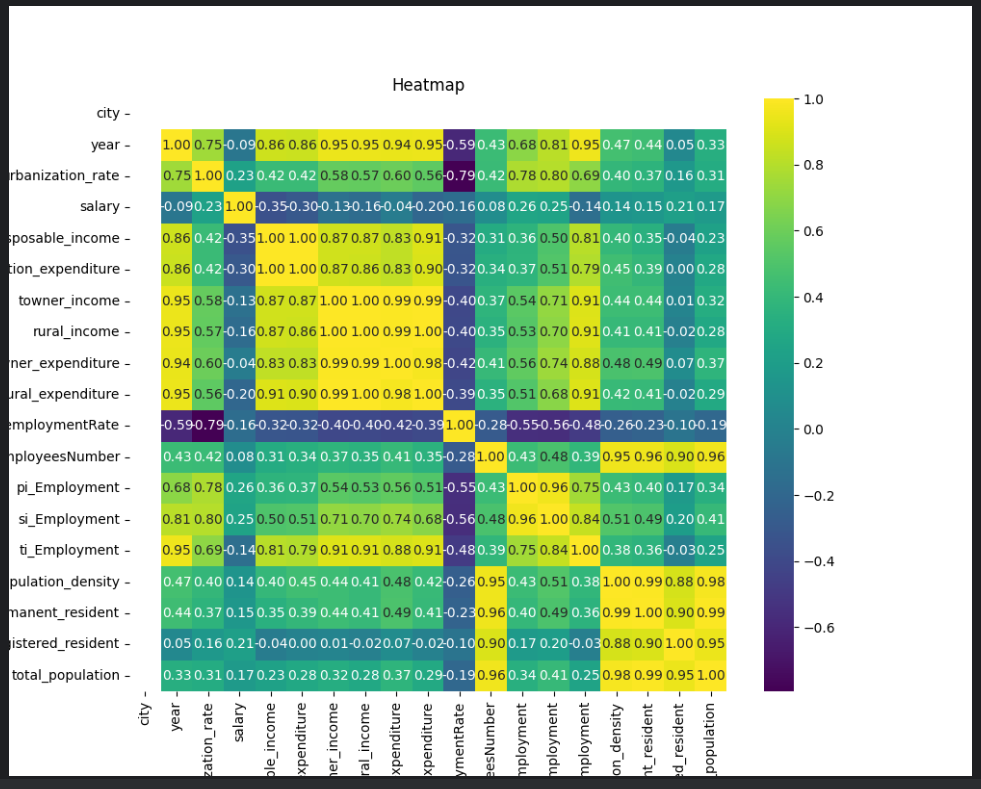 Heatmap
city
year 1.00 0.75 -0.09 0.86 0.86 0.95 0.95 0.94 0.95 -0.59 0.43 0.68 0.81 0.95 0.47 0.44 0.05 0.33
rbanization_rate 0.75 1.00 0.23 0.42 0.42 0.58 0.57 0.60 0.56 -0.79 0.42 0.78 0.80 0.69 0.40 0.37 0.16 0.31
salary -0.09 0.23 1.00 -0.35 -0.30 -0.13 -0.16 -0.04 -0.20 -0.16 0.08 0.26 0.25 -0.14 0.14 0.15 0.21 0.17
sposable_income 0.86 0.42 -0.35 1.00 1.00 0.87 0.87 0.83 0.91 -0.32 0.31 0.36 0.50 0.81 0.40 0.35 -0.04 0.23
tion_expenditure 0.86 0.42 -0.30 1.00 1.00 0.87 0.86 0.83 0.90 -0.32 0.34 0.37 0.51 0.79 0.45 0.39 0.00 0.28
towner_income 0.95 0.58 -0.13 0.87 0.87 1.00 1.00 0.99 0.99 -0.40 0.37 0.54 0.71 0.91 0.44 0.44 0.01 0.32
rural_income 0.95 0.57 -0.16 0.87 0.86 1.00 1.00 0.99 1.00 -0.40 0.35 0.53 0.70 0.91 0.41 0.41 -0.02 0.28
ner_expenditure 0.94 0.60 -0.04 0.83 0.83 0.99 0.99 1.00 0.98 -0.42 0.41 0.56 0.74 0.88 0.48 0.49 0.07 0.37
ural_expenditure 0.95 0.56 -0.20 0.91 0.90 0.99 1.00 0.98 1.00 -0.39 0.35 0.51 0.68 0.91 0.42 0.41 -0.02 0.29
employmentRate -0.59 -0.79 -0.16 -0.32 -0.32 -0.40 -0.40 -0.42 -0.39 1.00 -0.28 -0.55 -0.56 -0.48 -0.26 -0.23 -0.10 -0.19
mployeesNumber 0.43 0.42 0.08 0.31 0.34 0.37 0.35 0.41 0.35 -0.28 1.00 0.43 0.48 0.39 0.95 0.96 0.90 0.96
pi_Employment 0.68 0.78 0.26 0.36 0.37 0.54 0.53 0.56 0.51 -0.55 0.43 1.00 0.96 0.75 0.43 0.40 0.17 0.34
si_Employment 0.81 0.80 0.25 0.50 0.51 0.71 0.70 0.74 0.68 -0.56 0.48 0.96 1.00 0.84 0.51 0.49 0.20 0.41
ti_Employment 0.95 0.69 -0.14 0.81 0.79 0.91 0.91 0.88 0.91 -0.48 0.39 0.75 0.84 1.00 0.38 0.36 -0.03 0.25
pulation_density 0.47 0.40 0.14 0.40 0.45 0.44 0.41 0.48 0.42 -0.26 0.95 0.43 0.51 0.38 1.00 0.99 0.88 0.98
manent_resident 0.44 0.37 0.15 0.35 0.39 0.44 0.41 0.49 0.41 -0.23 0.96 0.40 0.49 0.36 0.99 1.00 0.90 0.99
gistered_resident 0.05 0.16 0.21 -0.04 0.00 0.01 -0.02 0.07 -0.02 -0.10 0.90 0.17 0.20 -0.03 0.88 0.90 1.00 0.95
total_population 0.33 0.31 0.17 0.23 0.28 0.32 0.28 0.37 0.29 -0.19 0.96 0.34 0.41 0.25 0.98 0.99 0.95 1.00
city
year
zation_rate
salary
ble_income
expenditure
ner_income
ral_income
expenditure
expenditure
ymentRate
eesNumber
mployment
mployment
mployment
on_density
nt_resident
ed_resident
population
1.0
0.8
0.6
0.4
0.2
0.0
−0.2
−0.4
−0.6